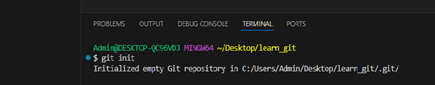 PROBLEMS OUTPUT DEBUG CONSOLE TERMINAL PORTS
Admin@DESKTOP-QC96VDJ MINGW64 ~/Desktop/learn_git
$ git init
Initialized empty Git repository in C:/Users/Admin/Desktop/learn_git/.git/